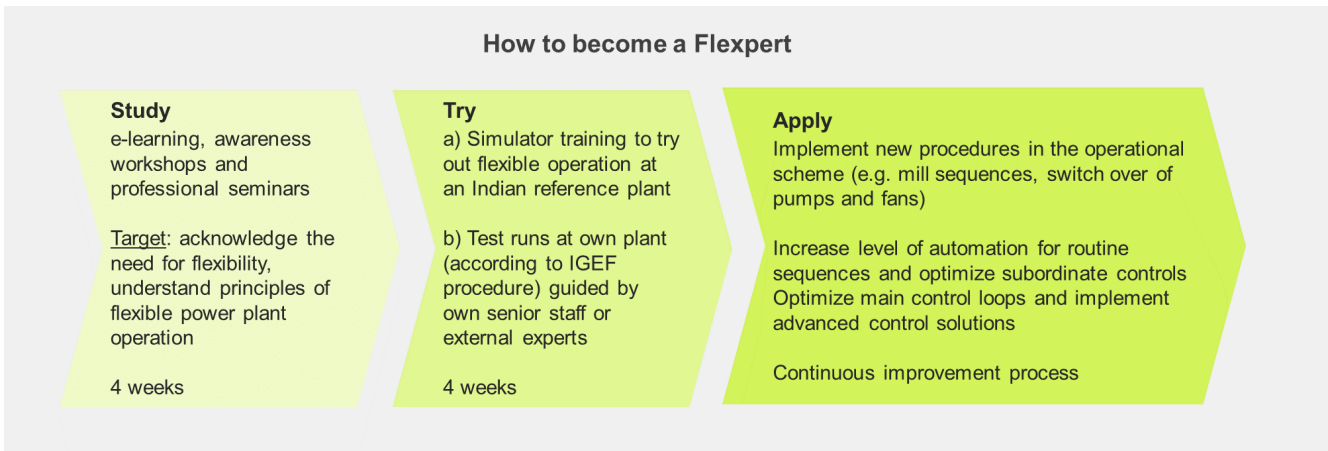 How to become a Flexpert
Study
e-learning, awareness
workshops and
professional seminars
Target: acknowledge the
need for flexibility,
understand principles of
flexible power plant
operation
4 weeks
Try
a) Simulator training to try
out flexible operation at
an Indian reference plant
b) Test runs at own plant
(according to IGEF
procedure) guided by
own senior staff or
external experts
4 weeks
Apply
Implement new procedures in the operational
scheme (e.g. mill sequences, switch over of
pumps and fans)
Increase level of automation for routine
sequences and optimize subordinate controls
Optimize main control loops and implement
advanced control solutions
Continuous improvement process